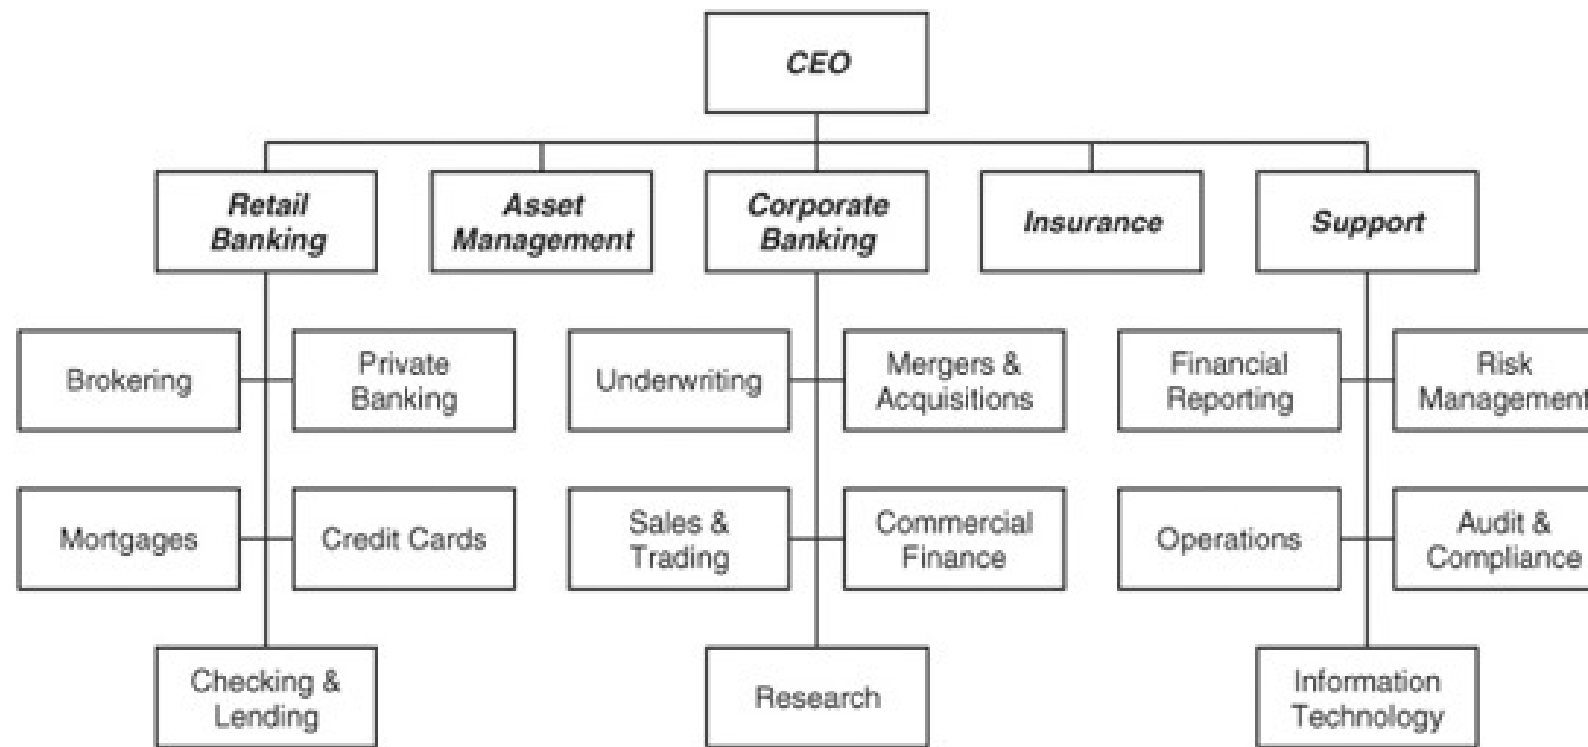 CEO
Retail
Banking
Asset
Management
Corporate
Banking
Insurance
Support
Brokering
Private
Banking
Underwriting
Mergers &
Acquisitions
Financial
Reporting
Risk
Management
Mortgages
Credit Cards
Sales &
Trading
Commercial
Finance
Operations
Audit &
Compliance
Checking &
Lending
Research
Information
Technology